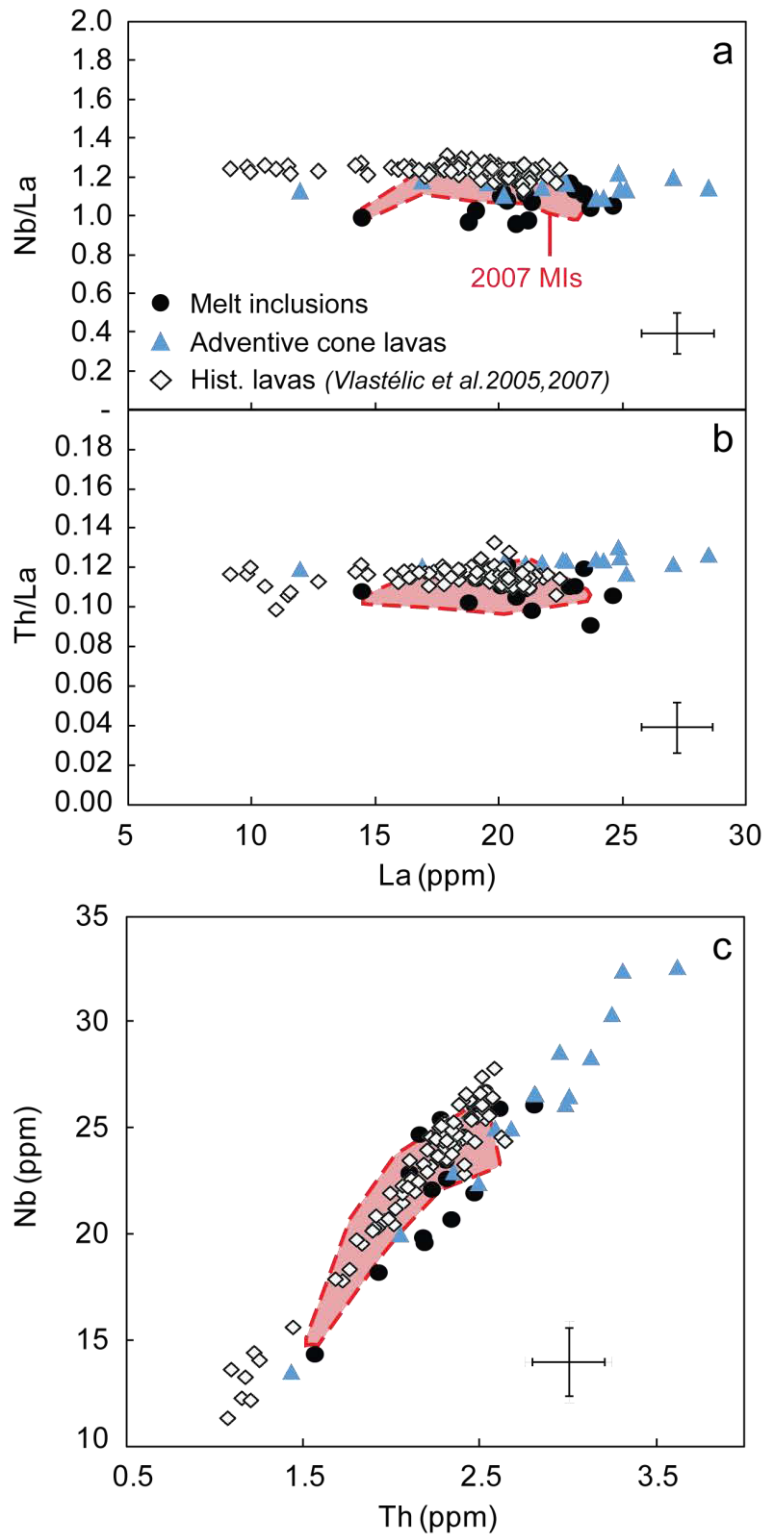 2.0
a
1.8
1.6
1.4
1.2
1.0
0.8
0.6
0.4
0.2
-
Nb/La
2007 MIs
Melt inclusions
Adventive cone lavas
Hist. lavas (Vlastélic et al.2005,2007)
b
0.18
0.16
0.14
0.12
0.10
0.08
0.06
0.04
0.02
0.00
Th/La
5 10 15 20 25 30
La (ppm)
c
35
30
25
20
15
10
Nb (ppm)
0.5 1.5 2.5 3.5
Th (ppm)